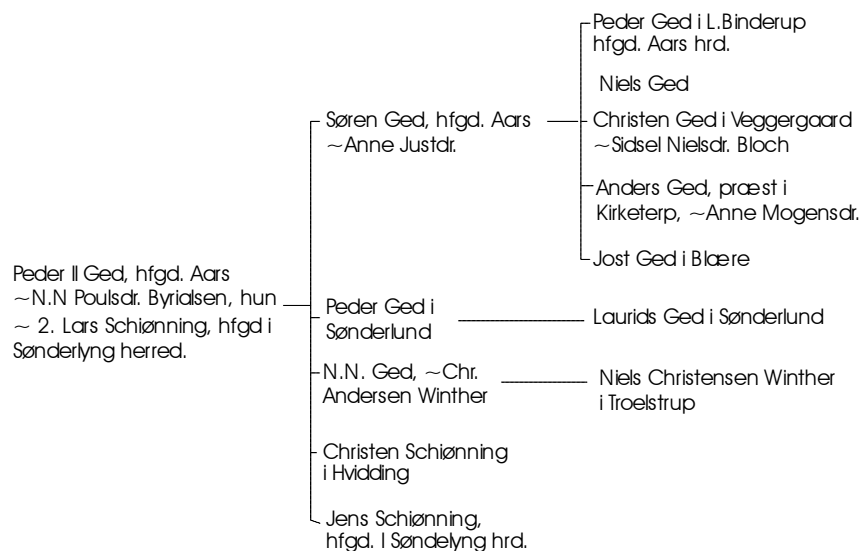 Peder Ged i L.Binderup
hfgd. Aars hrd.
Niels Ged
Søren Ged, hfgd. Aars
~Anne Justdr.
Christen Ged i Veggergaard
~Sidsel Nielsdr. Bloch
Anders Ged, præst i
Kirketerp, ~Anne Mogensdr.
Jost Ged i Blære
Peder II Ged, hfgd. Aars
~N.N Poulsdr. Byrialsen, hun
~ 2. Lars Schiønning, hfgd i
Sønderlyng herred.
Peder Ged i
Sønderlund
Laurids Ged i Sønderlund
N.N. Ged, ~Chr.
Andersen Winther
Niels Christensen Winther
i Troelstrup
Christen Schiønning
i Hvidding
Jens Schiønning,
hfgd. I Søndelyng hrd.